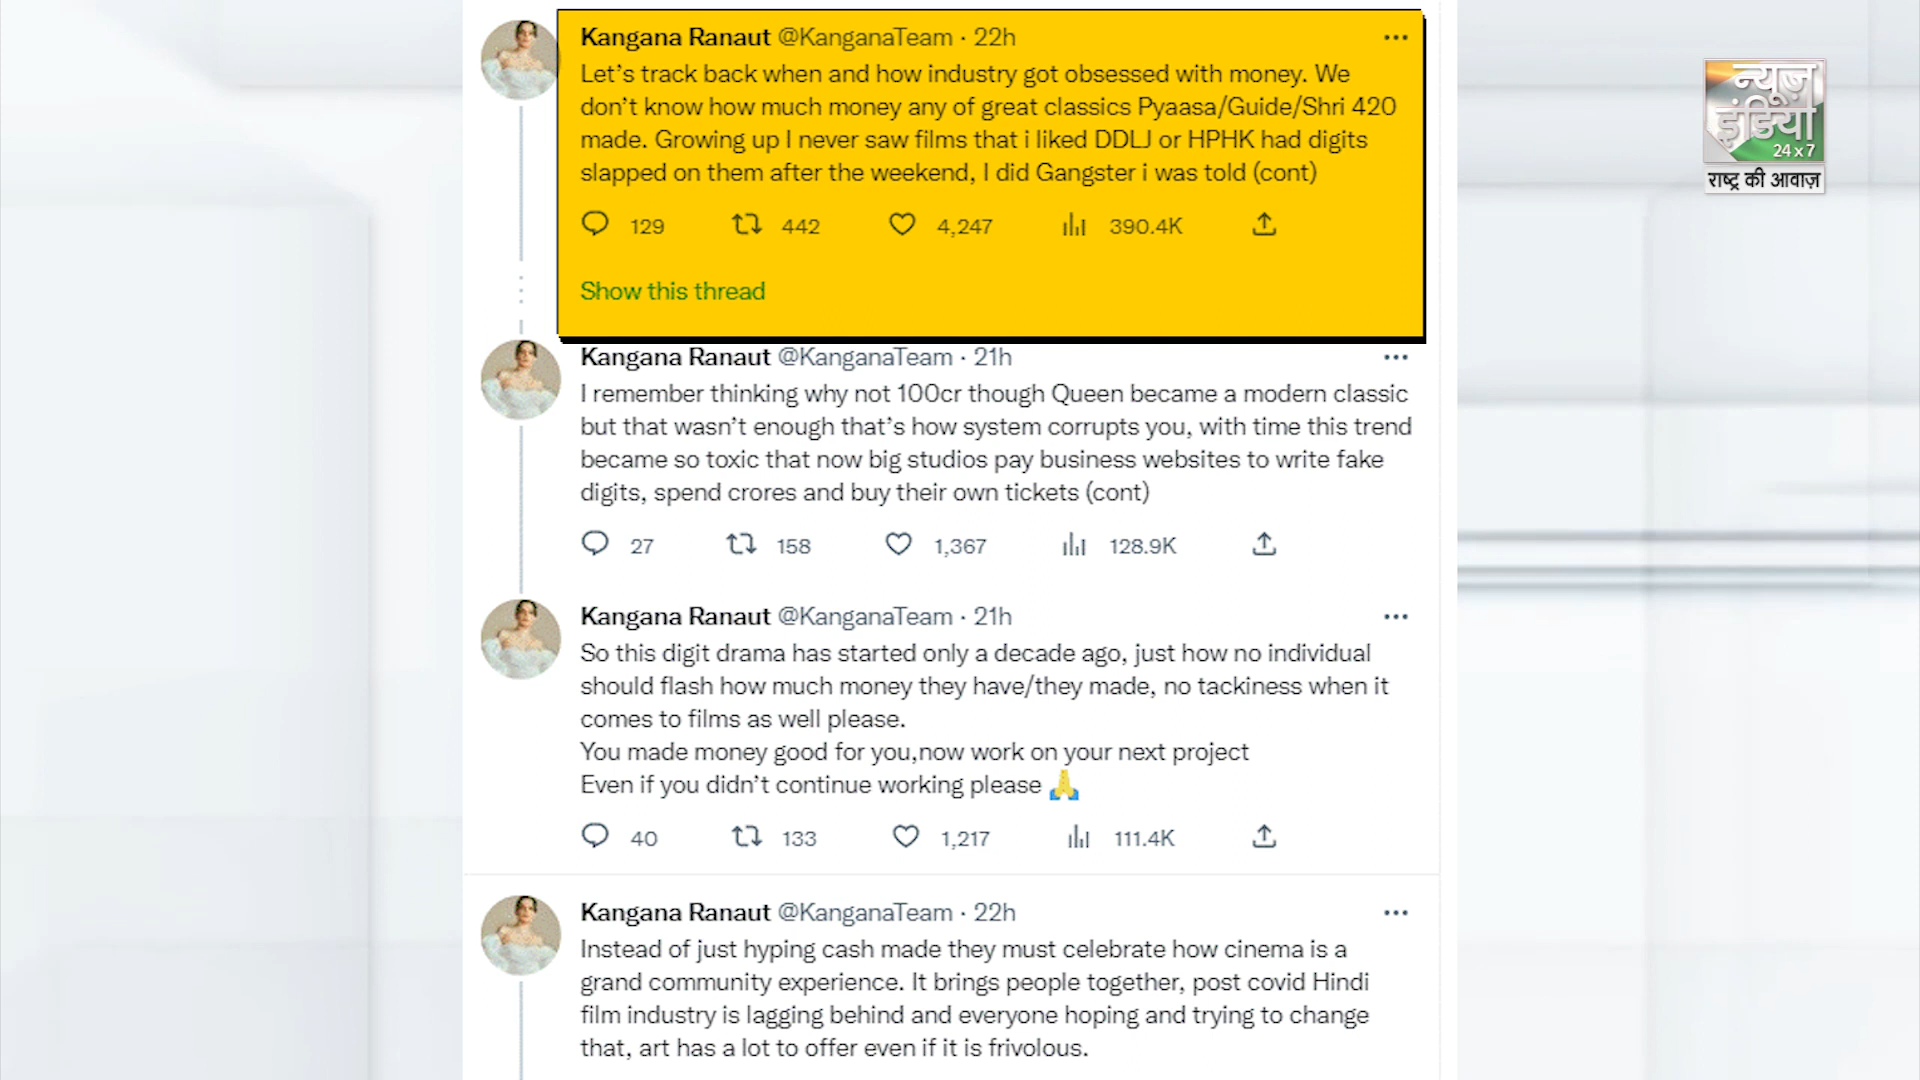 Kangana Ranaut @KanganaTeam · 22h
Let's track back when and how industry got obsessed with money. We
don't know how much money any of great classics Pyaasa/Guide/Shri 420
made. Growing up I never saw films that i liked DDLJ or HPHK had digits
slapped on them after the weekend, I did Gangster i was told (cont)
129 442 4,247 390.4K
Show this thread
Kangana Ranaut @KanganaTeam · 21h
I remember thinking why not 100cr though Queen became a modern classic
but that wasn't enough that's how system corrupts you, with time this trend
became so toxic that now big studios pay business websites to write fake
digits, spend crores and buy their own tickets (cont)
27 158 1,367 128.9K
Kangana Ranaut @KanganaTeam · 21h
So this digit drama has started only a decade ago, just how no individual
should flash how much money they have/they made, no tackiness when it
comes to films as well please.
You made money good for you,now work on your next project
Even if you didn't continue working please 🙏
40 133 1,217 111.4K
Kangana Ranaut @KanganaTeam · 22h
Instead of just hyping cash made they must celebrate how cinema is a
grand community experience. It brings people together, post covid Hindi
film industry is lagging behind and everyone hoping and trying to change
that, art has a lot to offer even if it is frivolous.
न्यूज़
इंडिया
24x7
राष्ट्र की आवाज़